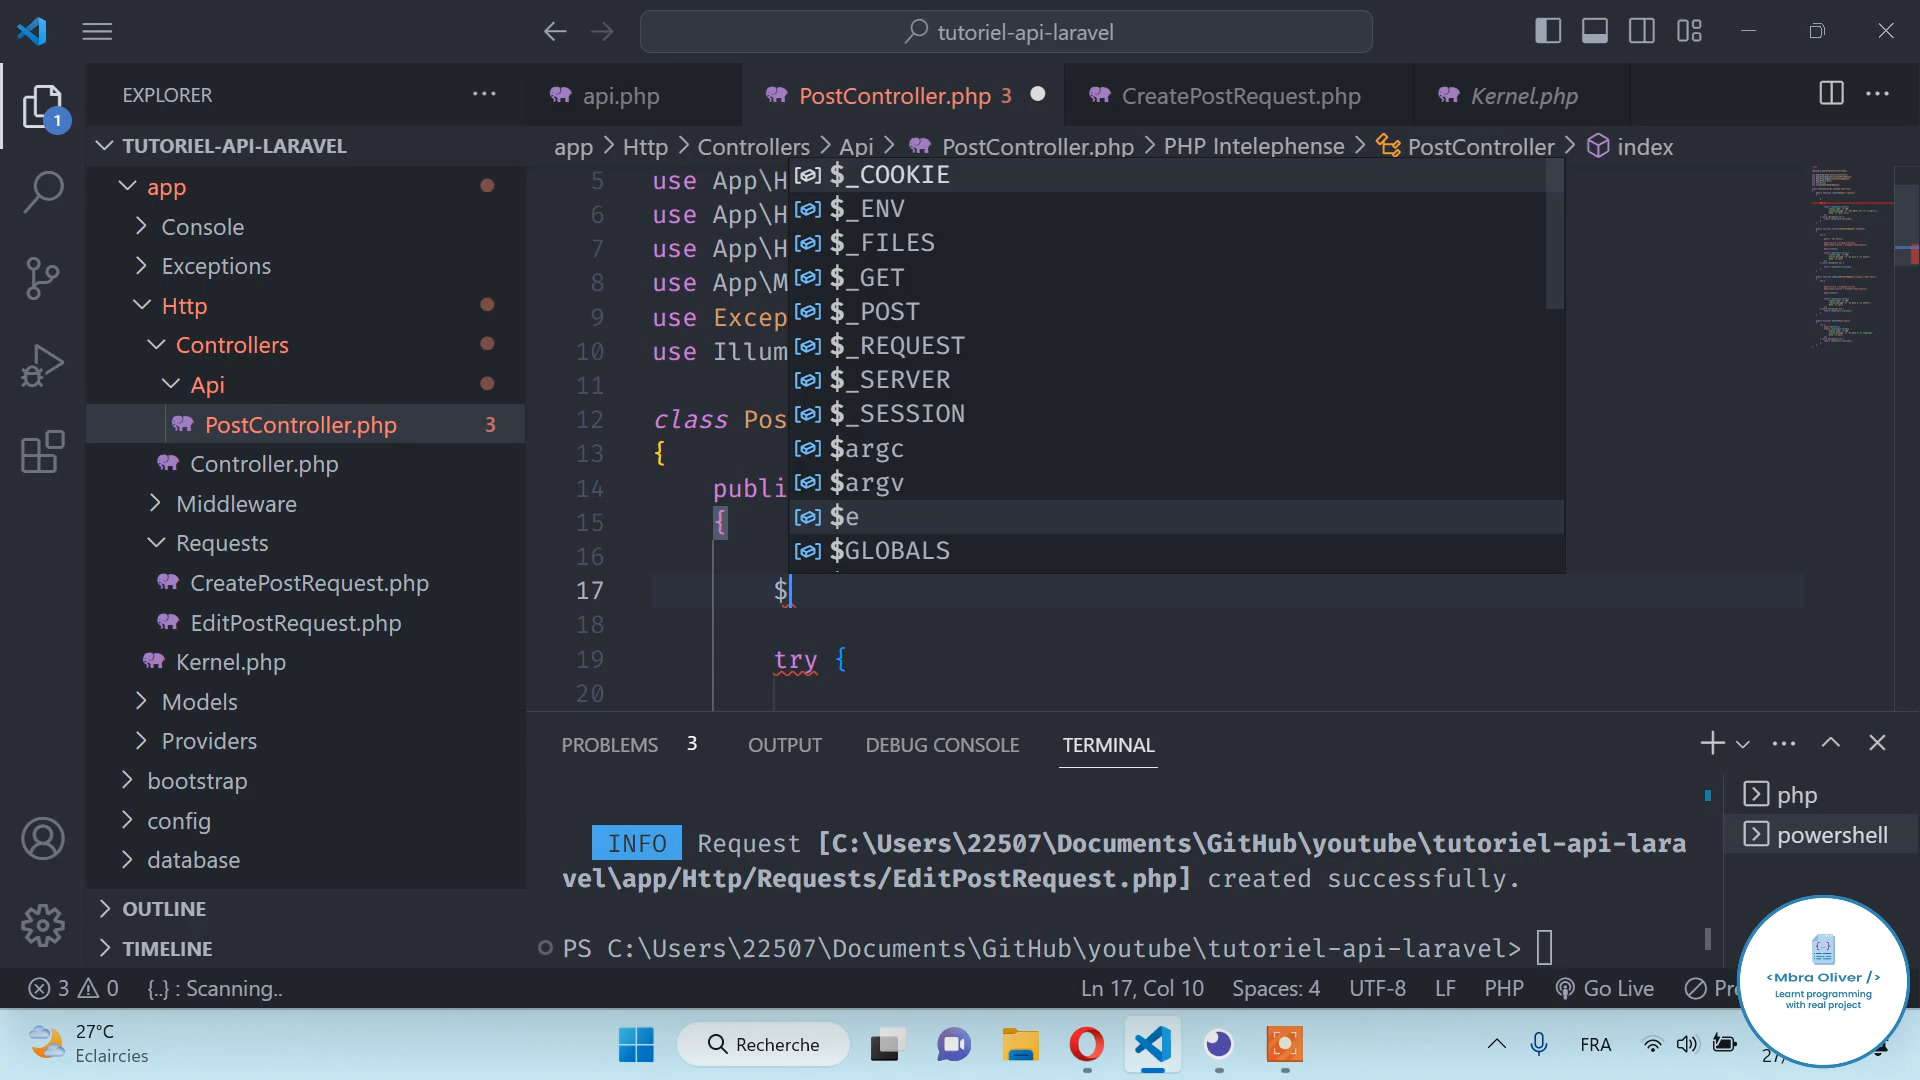 tutoriel-api-laravel
EXPLORER
api.php
PostController.php 3
CreatePostRequest.php
Kernel.php
TUTORIEL-API-LARAVEL
app
Http
Controllers
Api
PostController.php
PHP Intelephense
PostController
index
app
Console
Exceptions
Http
Controllers
Api
PostController.php 3
Controller.php
Middleware
Requests
CreatePostRequest.php
EditPostRequest.php
Kernel.php
Models
Providers
bootstrap
config
database
OUTLINE
TIMELINE
1
5 use App\H
6 use App\H
7 use App\H
8 use App\M
9 use Excep
10 use Illum
11
12 class Pos
13 {
14 publi
15 {
16
17 $
18
19 try {
20
$_COOKIE
$_ENV
$_FILES
$_GET
$_POST
$_REQUEST
$_SERVER
$_SESSION
$argc
$argv
$e
$GLOBALS
PROBLEMS 3 OUTPUT DEBUG CONSOLE TERMINAL
php
powershell
INFO Request [C:\Users\22507\Documents\GitHub\youtube\tutoriel-api-lara
vel\app/Http/Requests/EditPostRequest.php] created successfully.
PS C:\Users\22507\Documents\GitHub\youtube\tutoriel-api-laravel>
3 0 {..} : Scanning..
Ln 17, Col 10 Spaces: 4 UTF-8 LF PHP Go Live
<Mbra Oliver />
Learnt programming
with real project
27°C
Eclaircies
Recherche
FRA